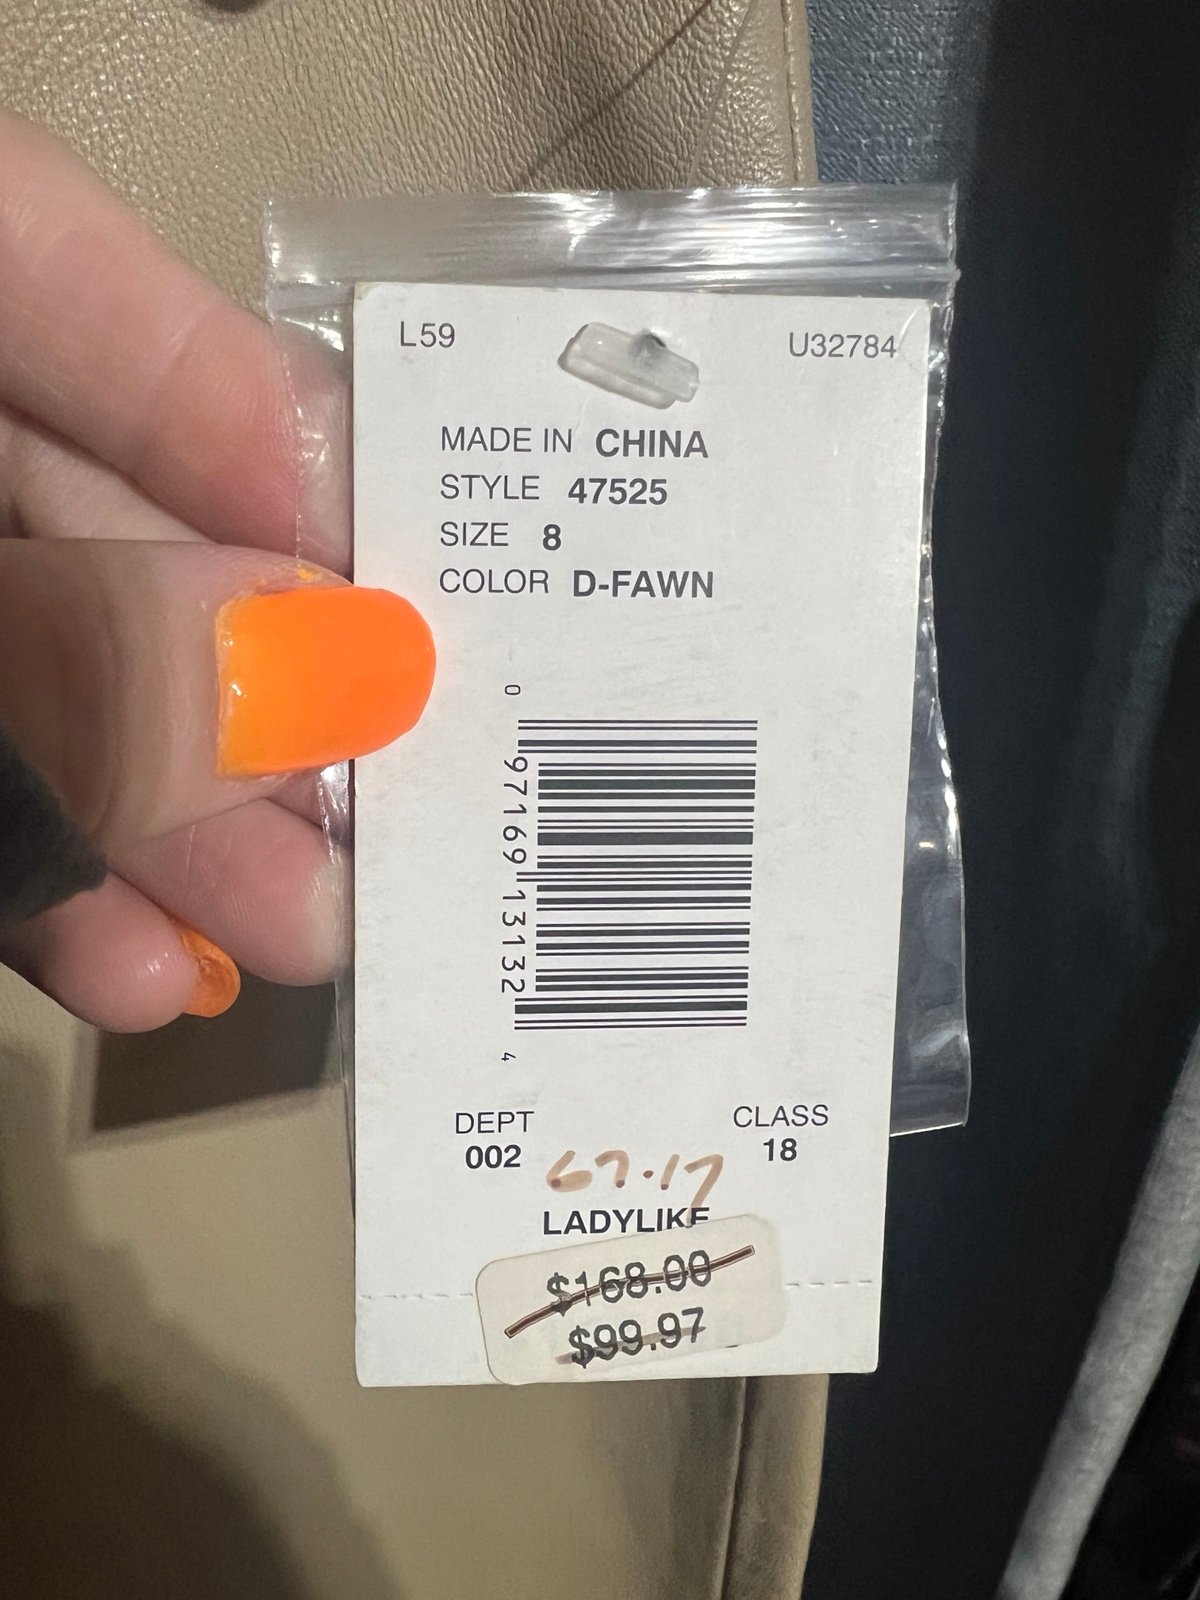 L59 U32784
MADE IN CHINA
STYLE 47525
SIZE 8
COLOR D-FAWN
0 97169 13132 4
DEPT CLASS
002 18
67.17
LADYLIKE
$168.00
$99.97